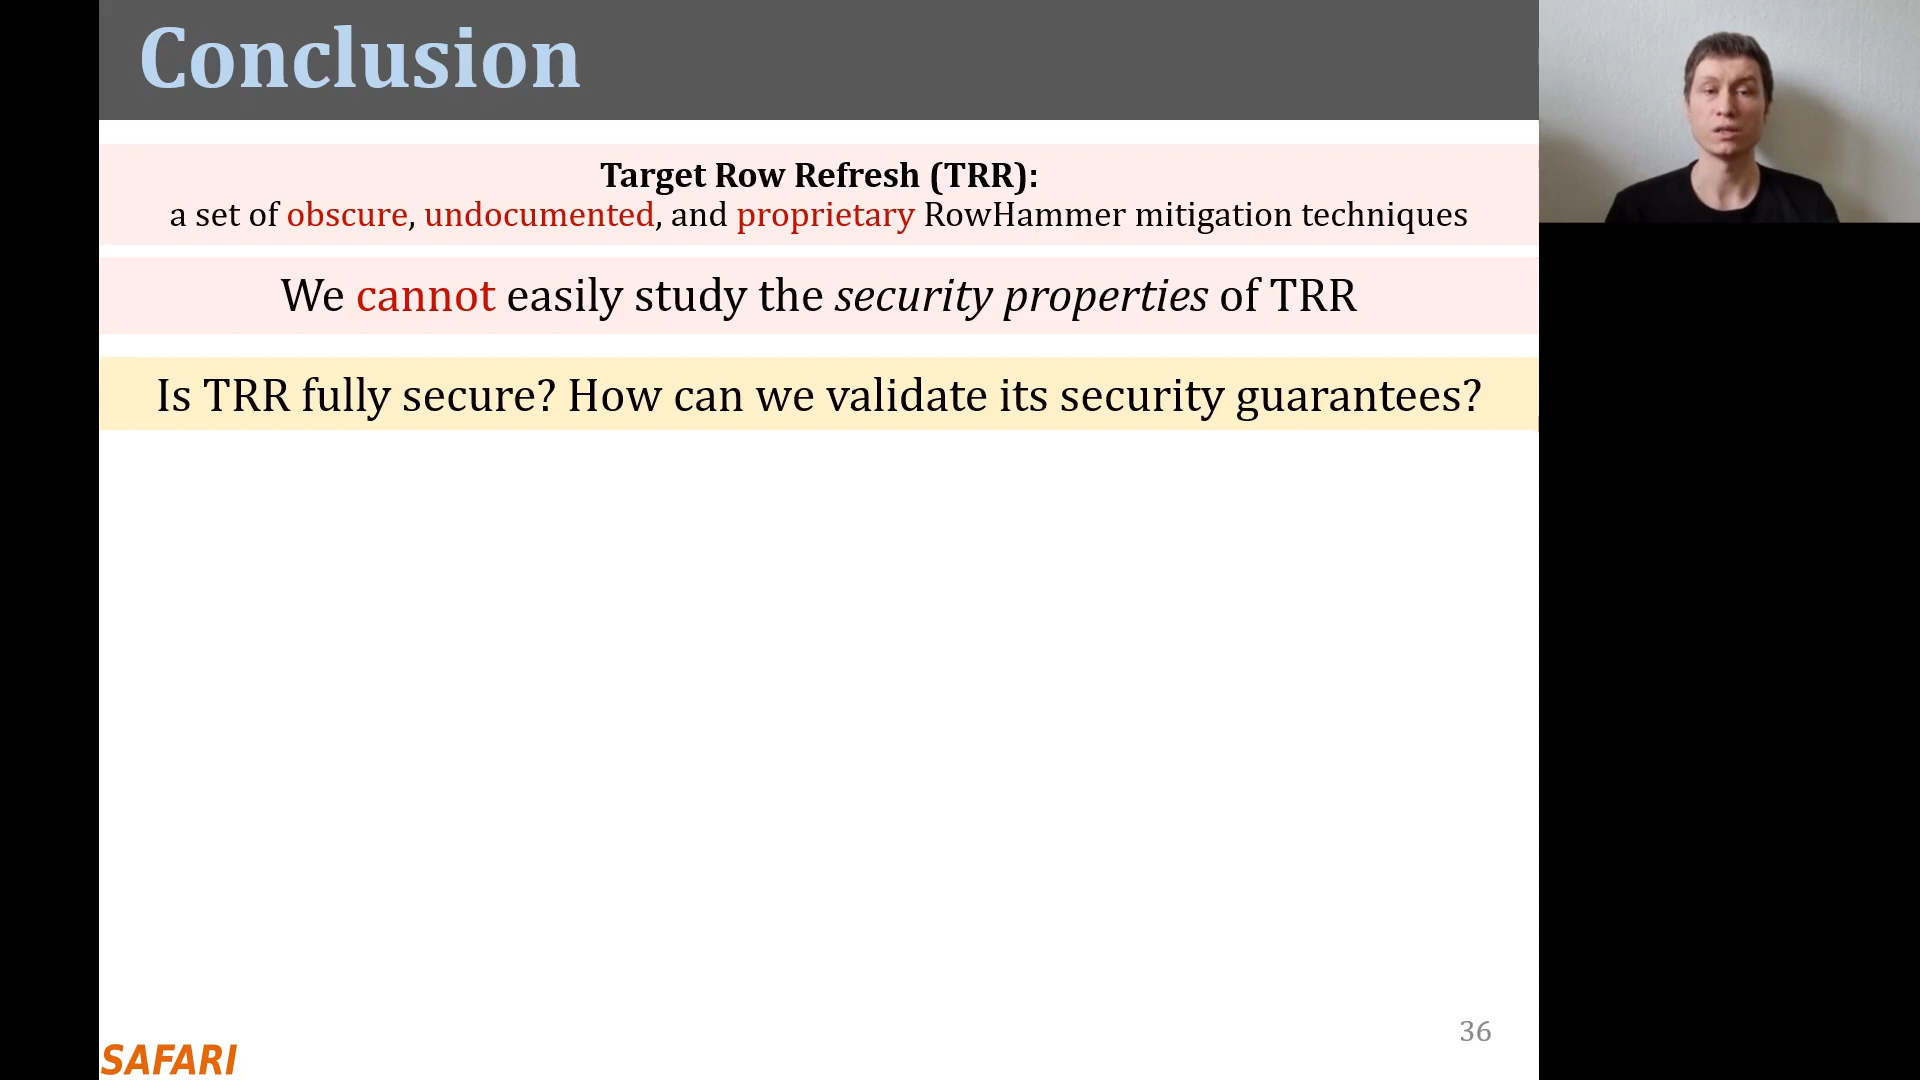 Conclusion
Target Row Refresh (TRR):
a set of obscure, undocumented, and proprietary RowHammer mitigation techniques
We cannot easily study the security properties of TRR
Is TRR fully secure? How can we validate its security guarantees?
36
SAFARI